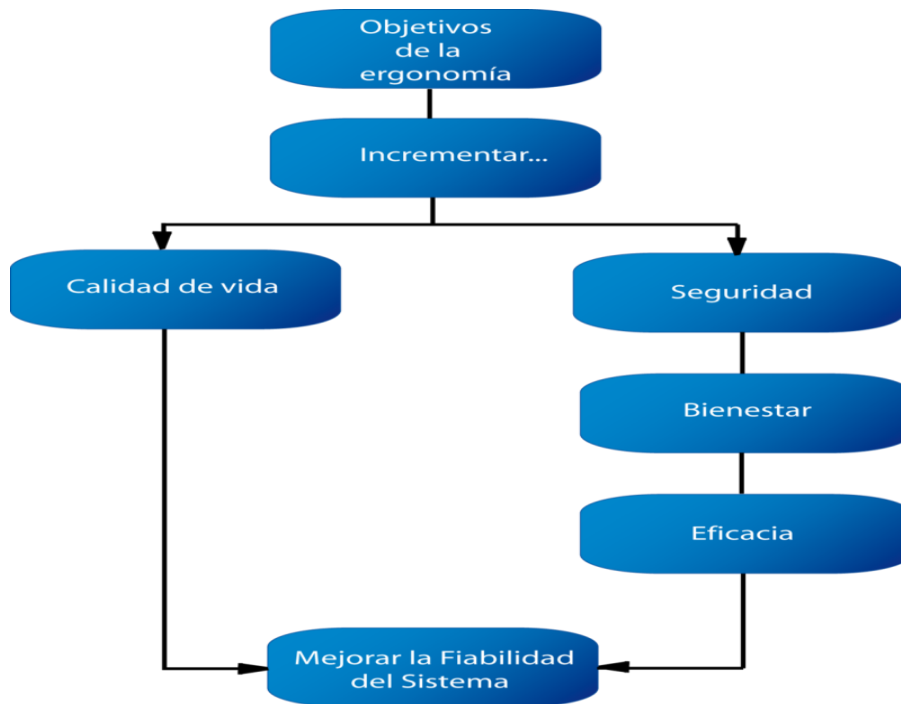 Objetivos
de la
ergonomía
Incrementar...
Calidad de vida
Seguridad
Bienestar
Eficacia
Mejorar la Fiabilidad
del Sistema